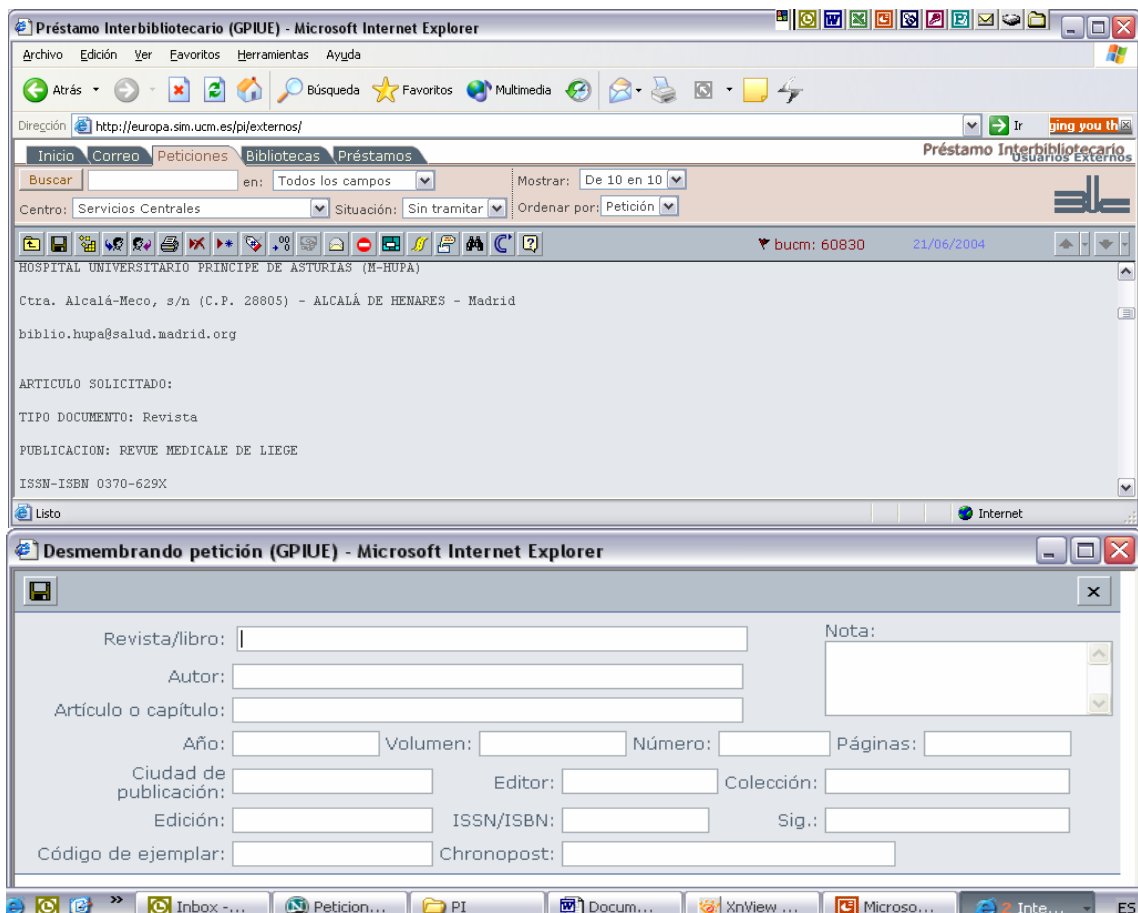 Préstamo Interbibliotecario (GPIUE) - Microsoft Internet Explorer
Archivo Edición Ver Favoritos Herramientas Ayuda
Atrás Búsqueda Favoritos Multimedia
Dirección http://europa.sim.ucm.es/pi/externos/ Ir ging you th
Inicio Correo Peticiones Bibliotecas Préstamos Préstamo Interbibliotecario
Usuarios Externos
Buscar en: Todos los campos Mostrar: De 10 en 10
Centro: Servicios Centrales Situación: Sin tramitar Ordenar por: Petición
bucm: 60830 21/06/2004
HOSPITAL UNIVERSITARIO PRINCIPE DE ASTURIAS (M-HUPA)
Ctra. Alcalá-Meco, s/n (C.P. 28805) - ALCALÁ DE HENARES - Madrid
biblio.hupa@salud.madrid.org
ARTICULO SOLICITADO:
TIPO DOCUMENTO: Revista
PUBLICACION: REVUE MEDICALE DE LIEGE
ISSN-ISBN 0370-629X
Listo Internet
Desmembrando petición (GPIUE) - Microsoft Internet Explorer
Revista/libro: Nota:
Autor:
Artículo o capítulo:
Año: Volumen: Número: Páginas:
Ciudad de publicación: Editor: Colección:
Edición: ISSN/ISBN: Sig.:
Código de ejemplar: Chronopost:
Inbox -... Peticion... PI Docum... XnView ... Microso... 2 Inte... ES